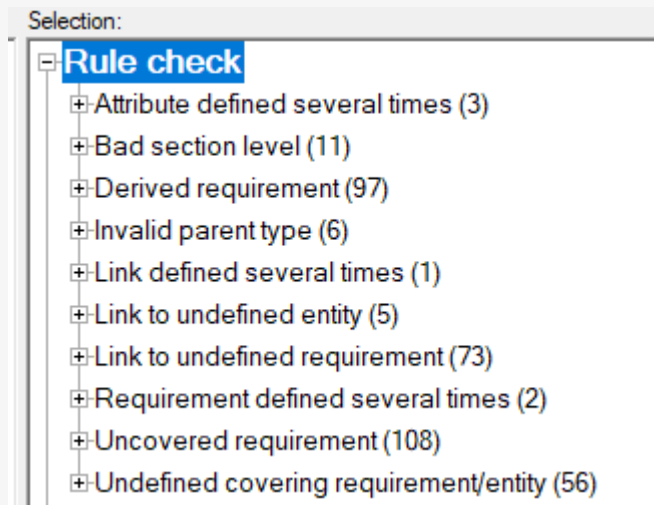 Selection:
Rule check
Attribute defined several times (3)
Bad section level (11)
Derived requirement (97)
Invalid parent type (6)
Link defined several times (1)
Link to undefined entity (5)
Link to undefined requirement (73)
Requirement defined several times (2)
Uncovered requirement (108)
Undefined covering requirement/entity (56)